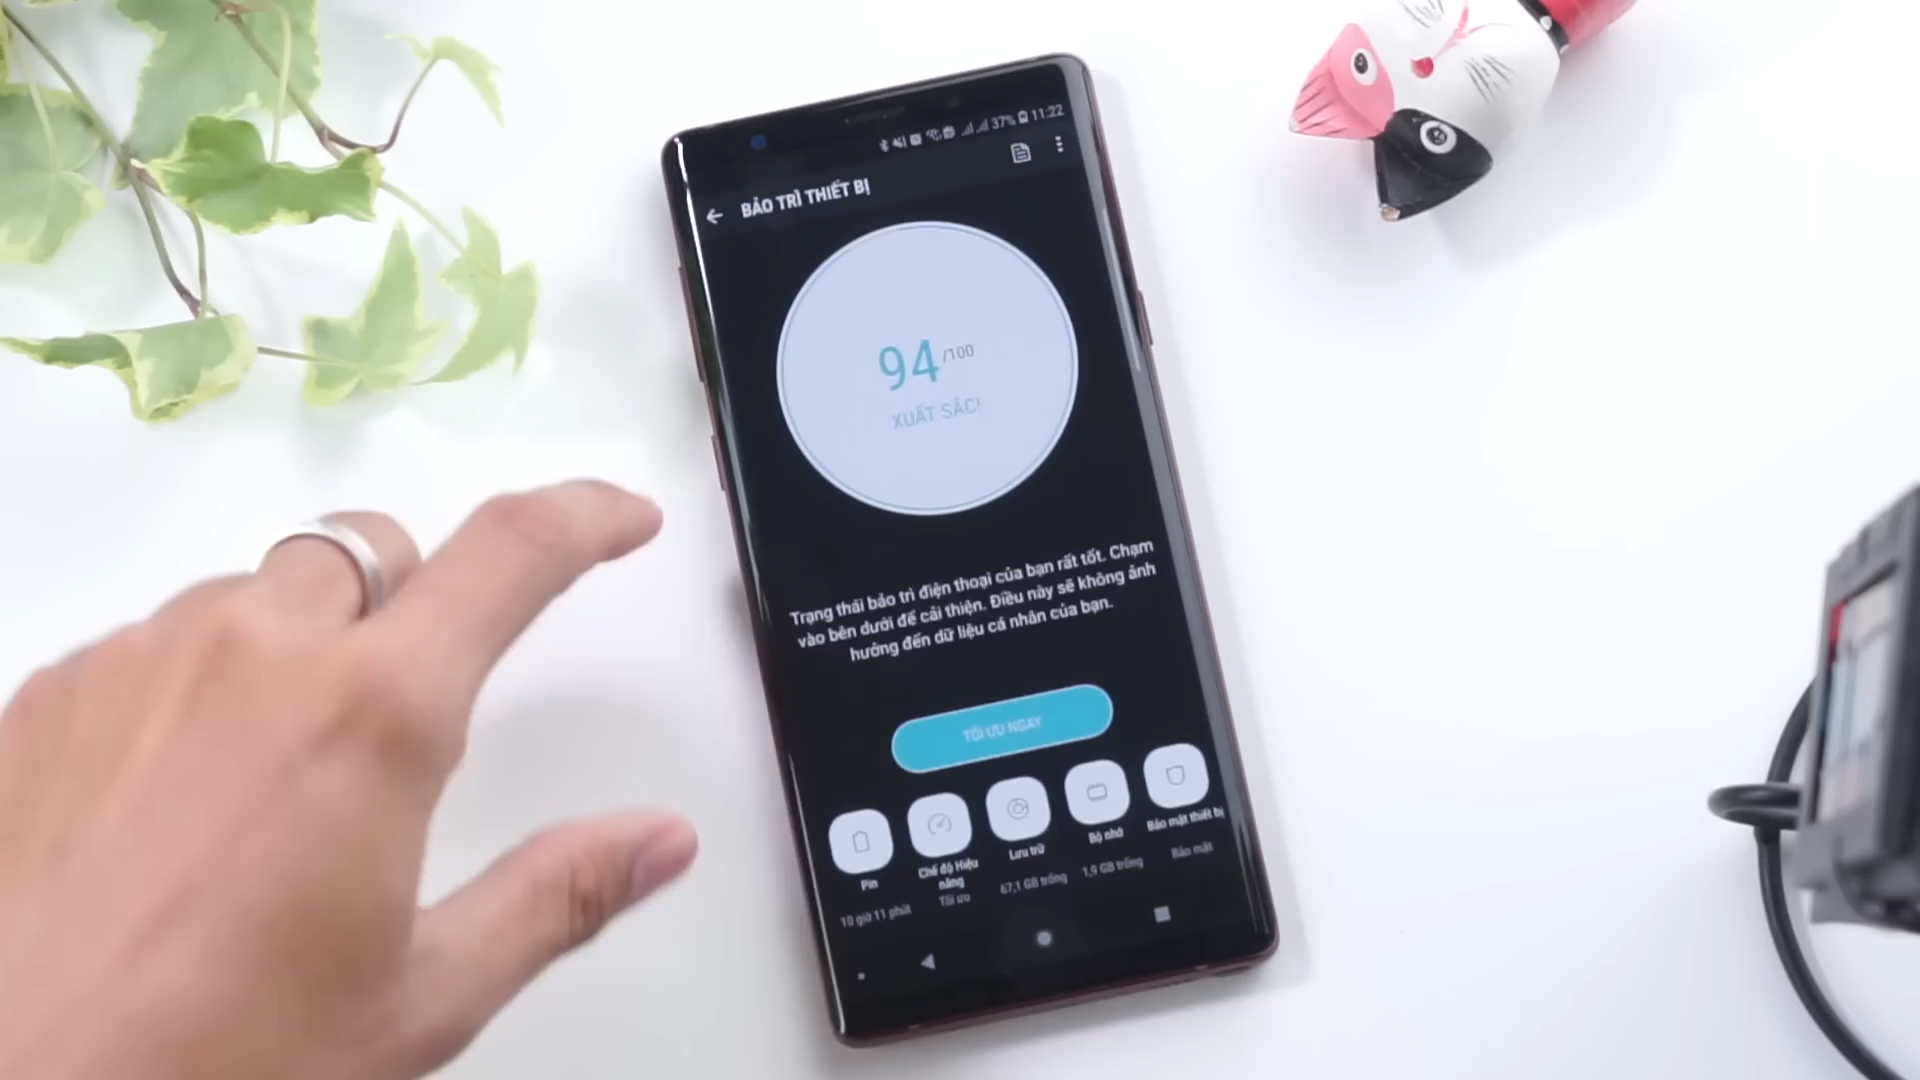 37% 11:22
BẢO TRÌ THIẾT BỊ
94/100
XUẤT SẮC!
Trạng thái bảo trì điện thoại của bạn rất tốt. Chạm
vào bên dưới để cải thiện. Điều này sẽ không ảnh
hưởng đến dữ liệu cá nhân của bạn.
TỐI ƯU NGAY
Pin
10 giờ 11 phút
Chế độ Hiệu
năng
Tối ưu
Lưu trữ
67,1 GB trống
Bộ nhớ
1,9 GB trống
Bảo mật thiết bị
Bảo mật